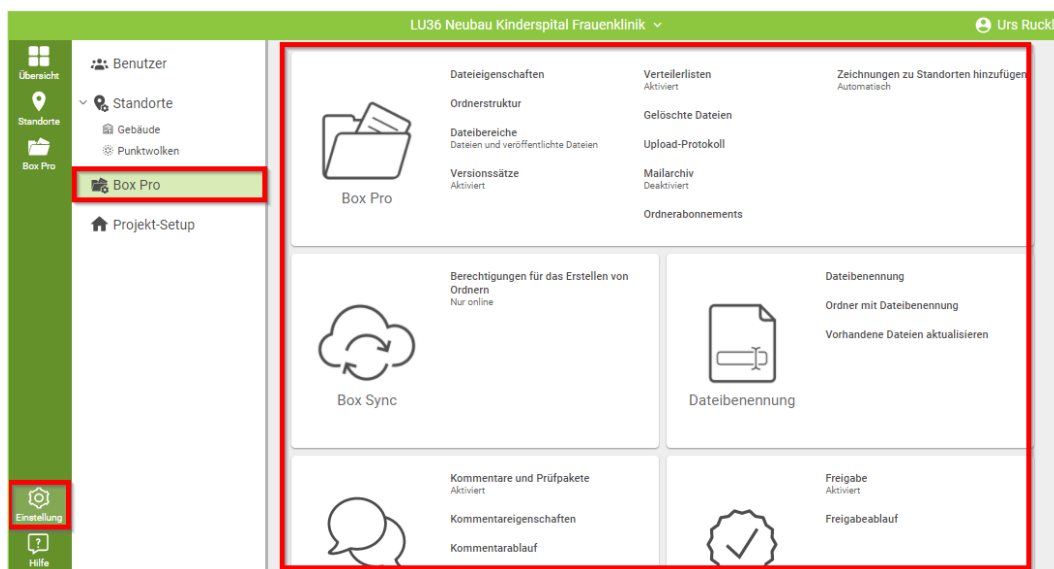 LU36 Neubau Kinderspital Frauenklinik
Urs Ruckl
Übersicht
Standorte
Box Pro
Einstellung
Hilfe
Benutzer
Standorte
Gebäude
Punktwolken
Box Pro
Projekt-Setup
Box Pro
Dateieigenschaften
Ordnerstruktur
Dateibereiche
Dateien und veröffentlichte Dateien
Versionssätze
Aktiviert
Verteilerlisten
Aktiviert
Gelöschte Dateien
Upload-Protokoll
Mailarchiv
Deaktiviert
Ordnerabonnements
Zeichnungen zu Standorten hinzufügen
Automatisch
Box Sync
Berechtigungen für das Erstellen von
Ordnern
Nur online
Dateibenennung
Dateibenennung
Ordner mit Dateibenennung
Vorhandene Dateien aktualisieren
Kommentare und Prüfpakete
Aktiviert
Kommentareigenschaften
Kommentarablauf
Freigabe
Aktiviert
Freigabeablauf